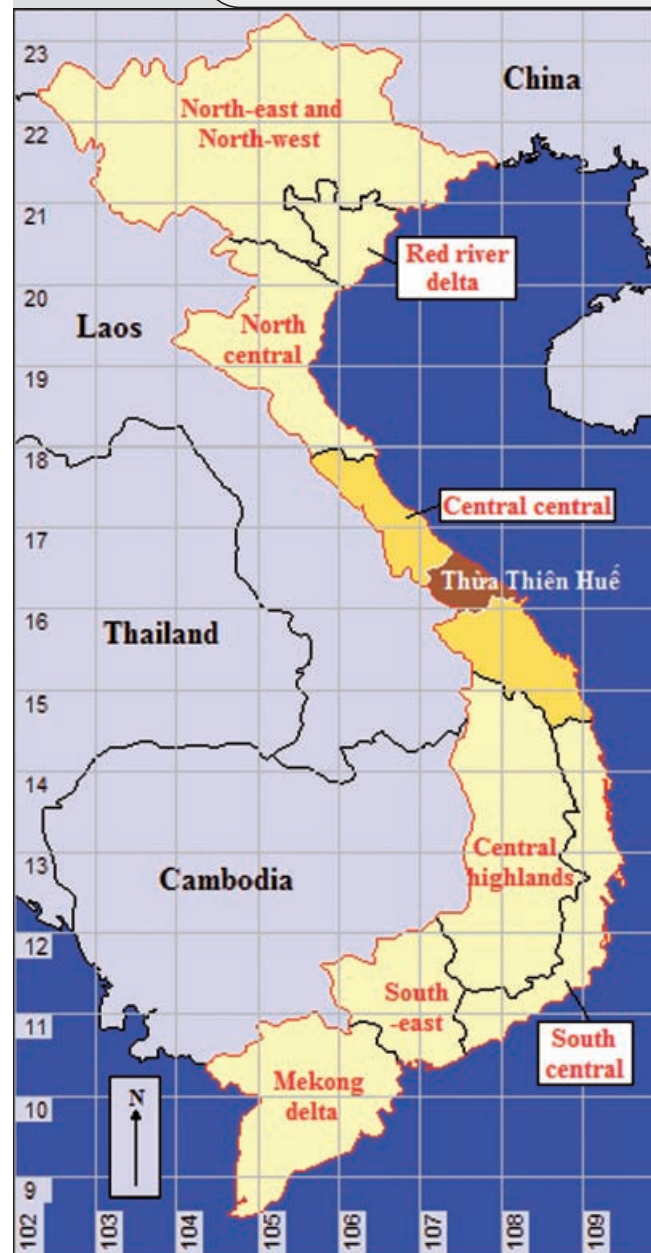 23
China
North-east and
North-west
22
21
Red river
delta
20
Laos
North
central
19
18
Central central
17
Thừa Thiên Huế
16
Thailand
15
14
13
Central
highlands
Cambodia
12
South
-east
11
South
central
Mekong
delta
N
10
9
102
103
104
105
106
107
108
109